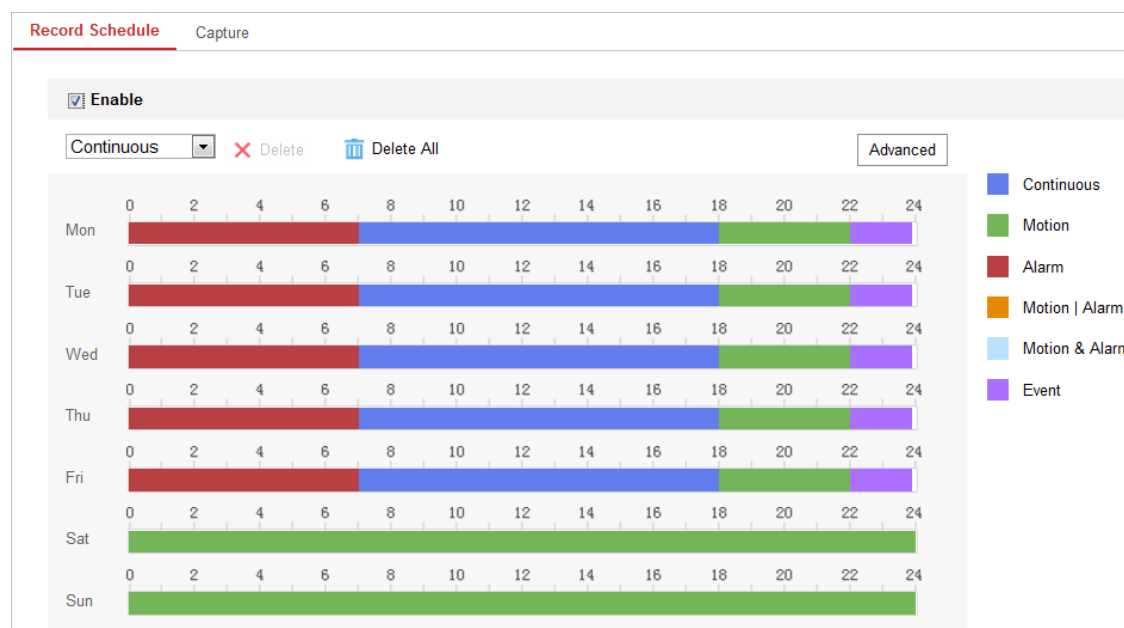 Record Schedule Capture
Enable
Continuous Delete Delete All Advanced
Continuous
0 2 4 6 8 10 12 14 16 18 20 22 24
Mon
Motion
0 2 4 6 8 10 12 14 16 18 20 22 24
Alarm
Tue
Motion | Alarm
0 2 4 6 8 10 12 14 16 18 20 22 24
Wed
Motion & Alarm
0 2 4 6 8 10 12 14 16 18 20 22 24
Event
Thu
0 2 4 6 8 10 12 14 16 18 20 22 24
Fri
0 2 4 6 8 10 12 14 16 18 20 22 24
Sat
0 2 4 6 8 10 12 14 16 18 20 22 24
Sun